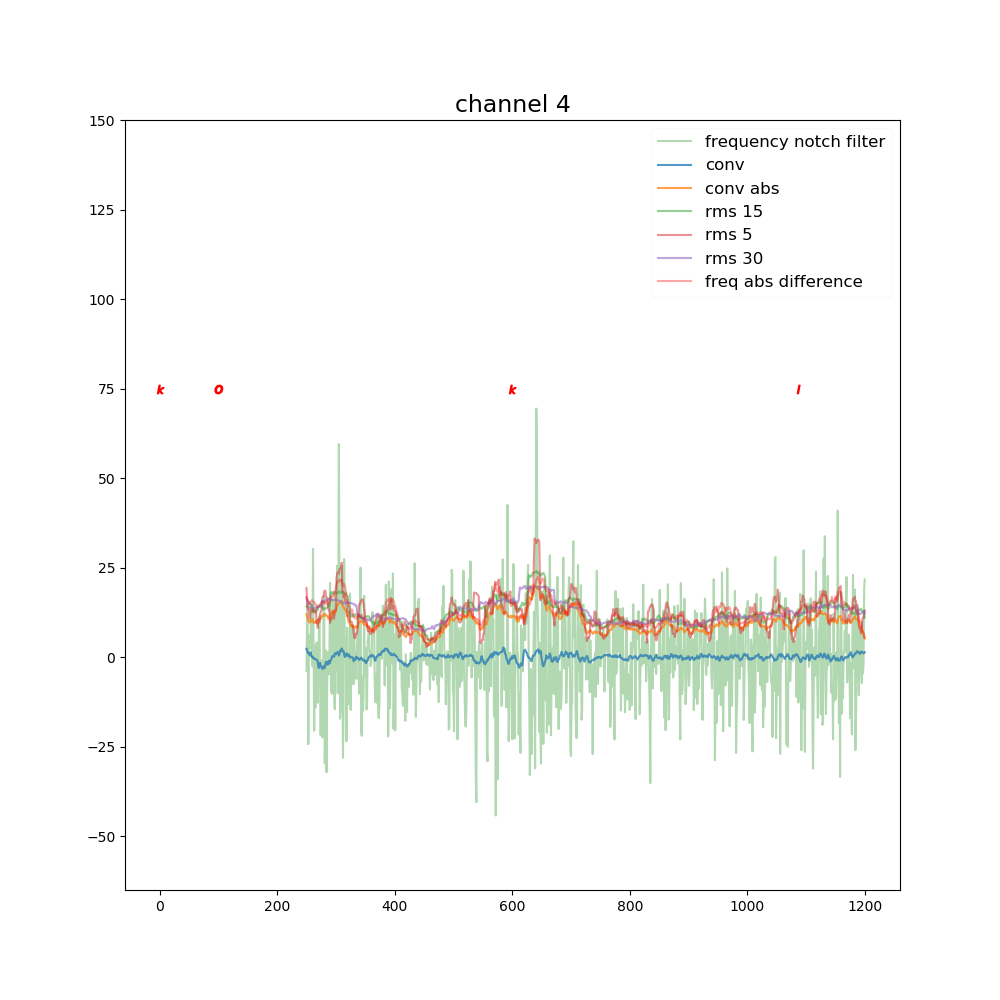 channel 4
150
125
100
75
50
25
0
−25
−50
frequency notch filter
conv
conv abs
rms 15
rms 5
rms 30
freq abs difference
k O k l
0 200 400 600 800 1000 1200